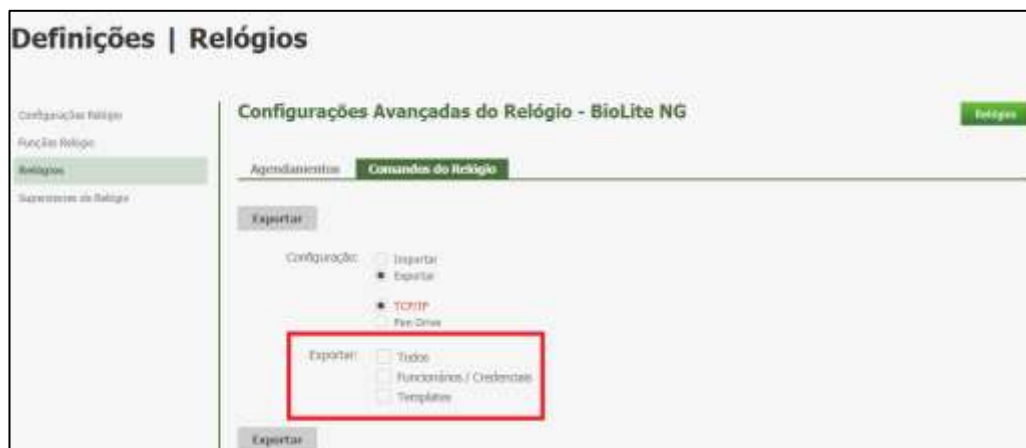 Definições | Relógios
Configurações Relógio
Funções Relógio
Relógios
Supervisores do Relógio
Configurações Avançadas do Relógio - BioLite NG
Relógios
Agendamentos
Comandos do Relógio
Exportar
Configuração:
Importar
Exportar
TCP/IP
Pen Drive
Exportar:
Todos
Funcionários / Credenciais
Templates
Exportar